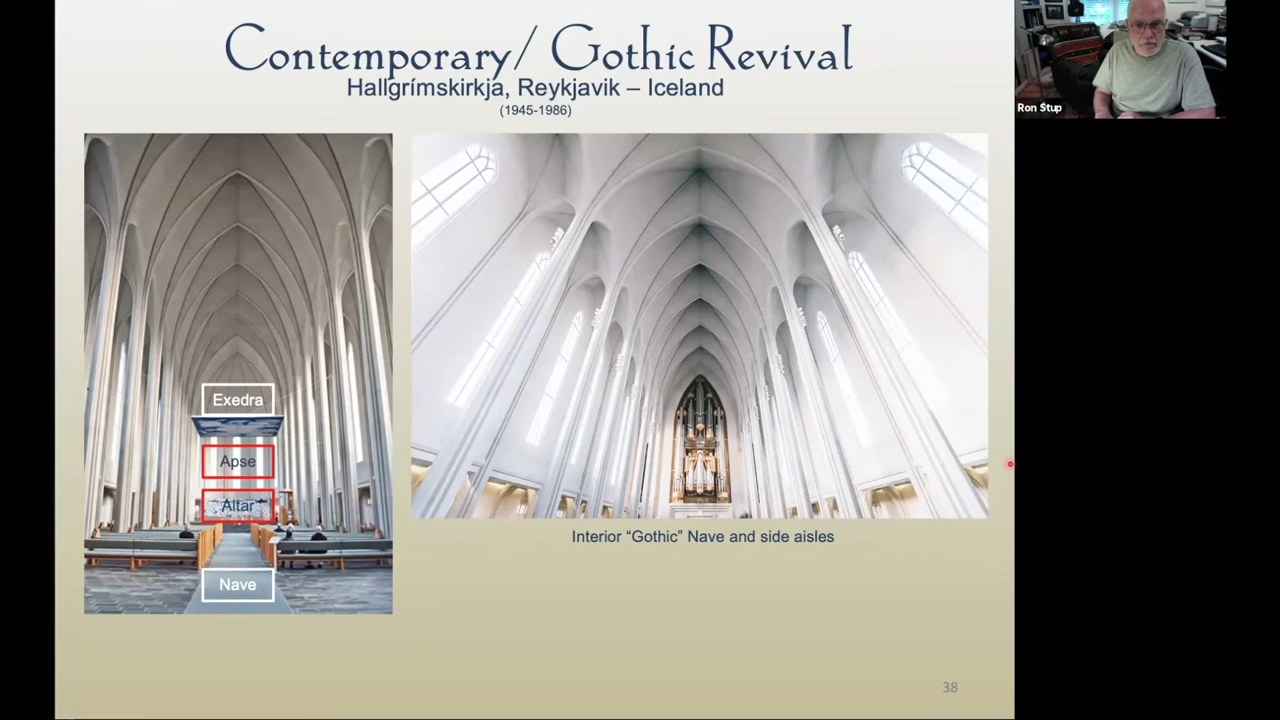 Contemporary/ Gothic Revival
Hallgrímskirkja, Reykjavik – Iceland
(1945-1986)
Ron Stup
Exedra
Apse
Altar
Nave
Interior “Gothic” Nave and side aisles
38